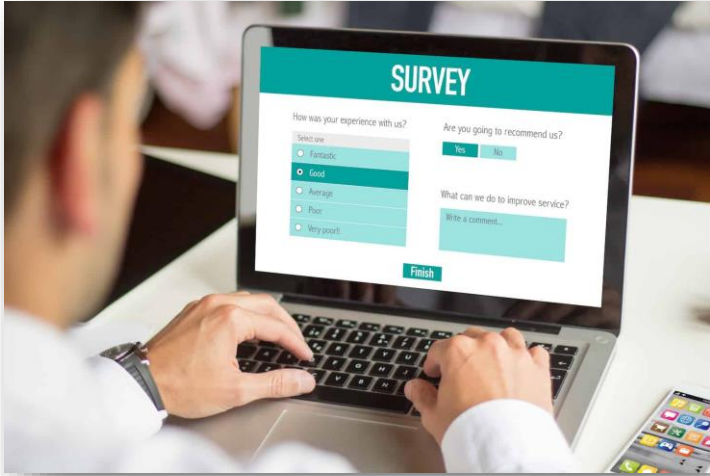 SURVEY
How was your experience with us?
Select one
Fantastic
Good
Average
Poor
Very poor!!
Are you going to recommend us?
Yes No
What can we do to improve service?
Write a comment...
Finish